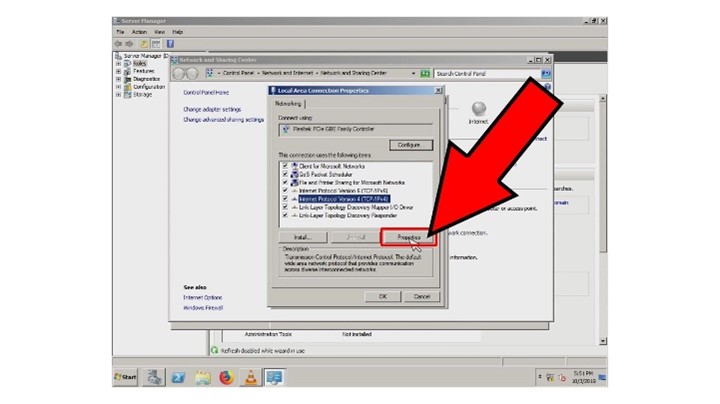 Server Manager
File Action View Help
Server Manager (D
Roles
Features
Diagnostics
Configuration
Storage
Network and Sharing Center
Control Panel Network and Internet Network and Sharing Center
Search Control Panel
Control Panel Home
Change adapter settings
Change advanced sharing settings
Local Area Connection Properties
Networking
Connect using:
Realtek PCIe GBE Family Controller
Configure...
This connection uses the following items:
Client for Microsoft Networks
QoS Packet Scheduler
File and Printer Sharing for Microsoft Networks
Internet Protocol Version 6 (TCP/IPv6)
Internet Protocol Version 4 (TCP/IPv4)
Link-Layer Topology Discovery Mapper I/O Driver
Link-Layer Topology Discovery Responder
Install...
Properties
Description
Transmission Control Protocol/Internet Protocol. The default
wide area network protocol that provides communication
across diverse interconnected networks.
OK
Cancel
Internet
or access point.
work connection.
information.
See also
Internet Options
Windows Firewall
Administration Tools
Not Installed
Refresh disabled while wizard in use
Start
5:51 PM
10/3/2019